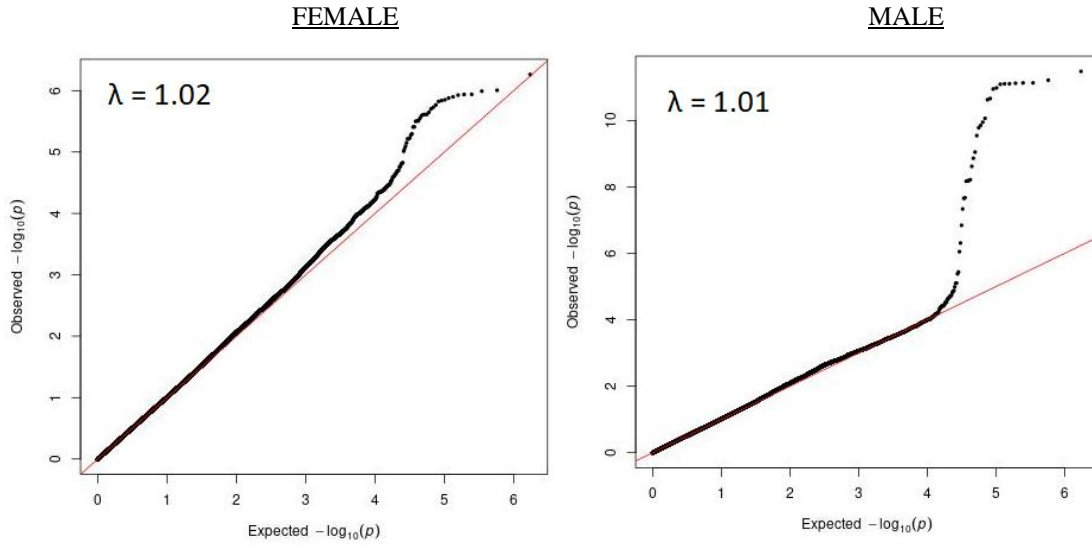 FEMALE
MALE
λ = 1.02
λ = 1.01
Observed −log10(p)
6
5
4
3
2
1
0
0 1 2 3 4 5 6
Expected −log10(p)
Observed −log10(p)
10
8
6
4
2
0
0 1 2 3 4 5 6
Expected −log10(p)